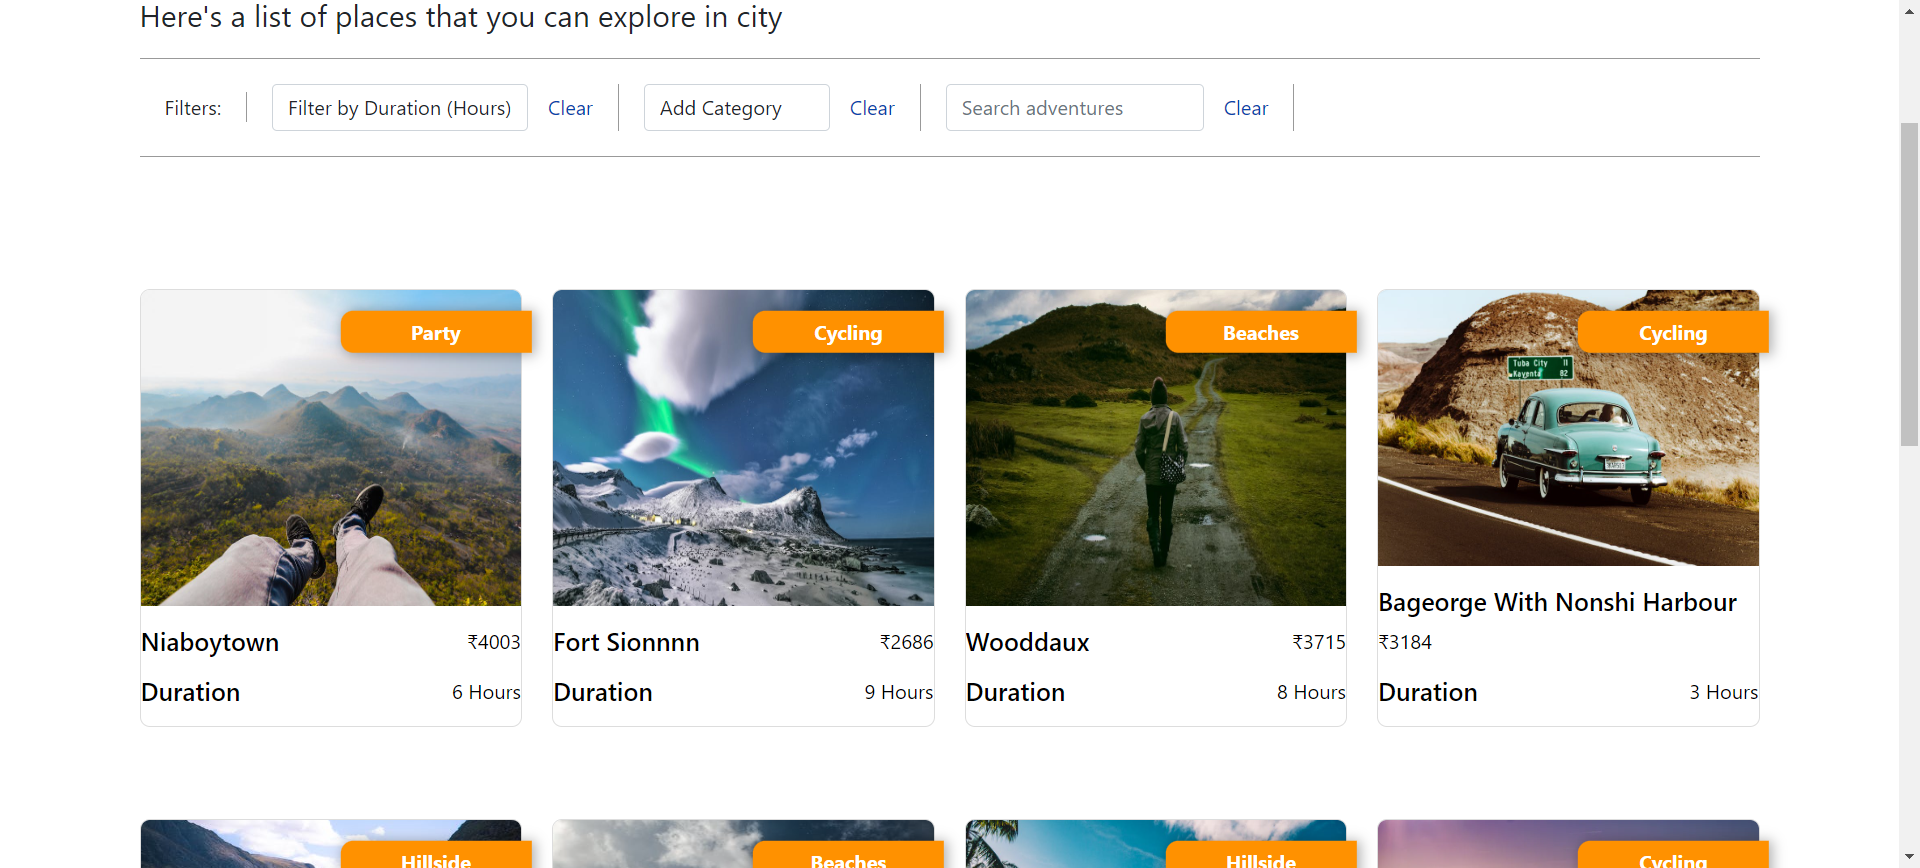 Here's a list of places that you can explore in city
Filters: Filter by Duration (Hours) Clear Add Category Clear Search adventures Clear
Party
Cycling
Beaches
Cycling
Tuba City 11
Kayenta 82
Niaboytown ₹4003
Duration 6 Hours
Fort Sionnnn ₹2686
Duration 9 Hours
Wooddaux ₹3715
Duration 8 Hours
Bageorge With Nonshi Harbour
₹3184
Duration 3 Hours
Hillside
Beaches
Hillside
Cycling